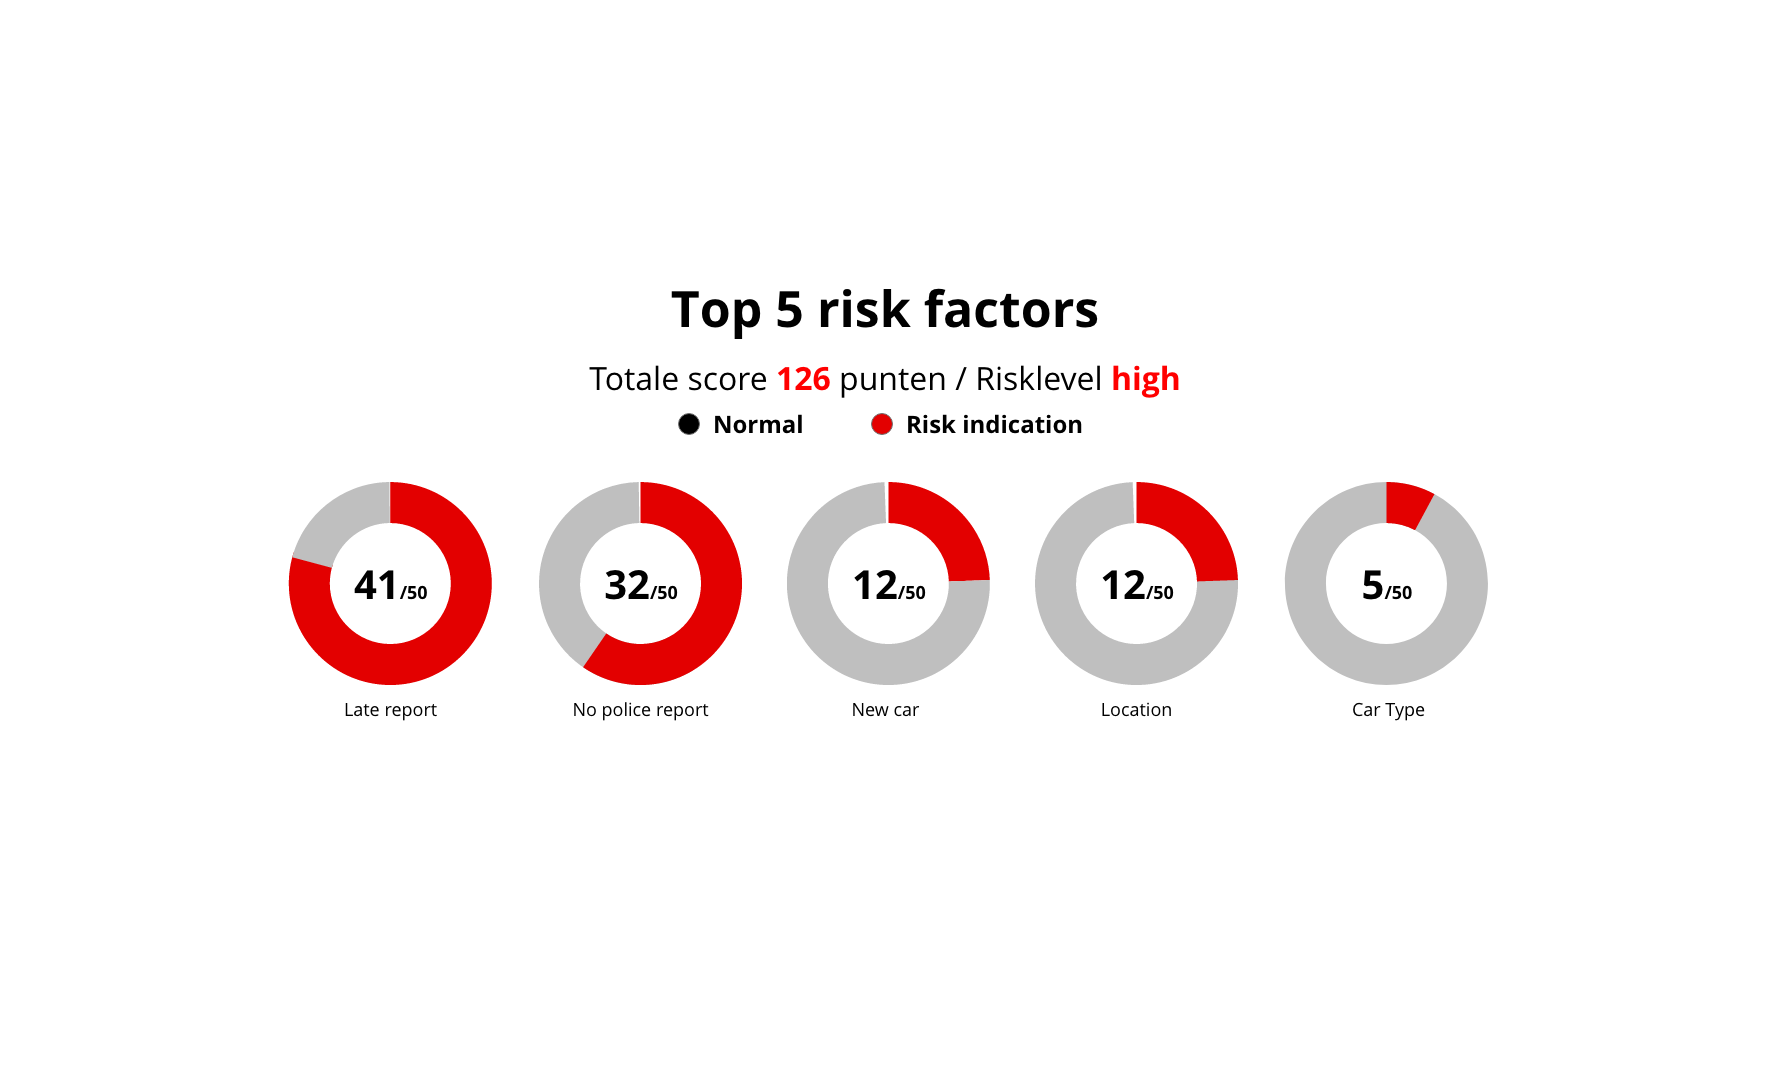 Top 5 risk factors
Totale score 126 punten / Risklevel high
Normal Risk indication
41/50 32/50 12/50 12/50 5/50
Late report No police report New car Location Car Type